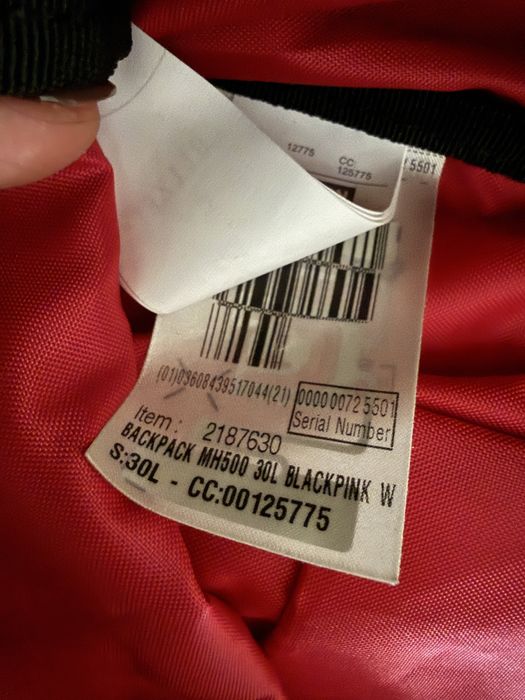 12775 CC:
125775
5501
(01)03608439517044(21)
0000 0072 5501
Serial Number
Item: 2187630
BACKPACK MH500 30L BLACKPINK W
S:30L - CC:00125775